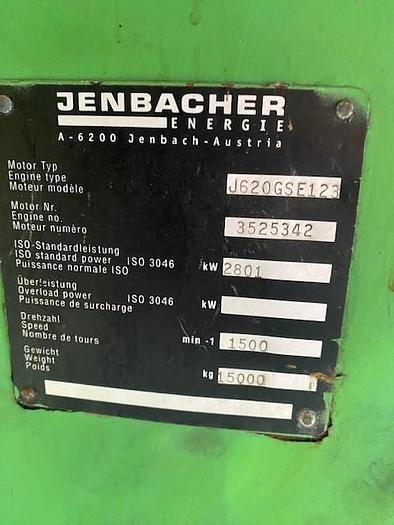 JENBACHER
ENERGIE
A-6200 Jenbach-Austria
Motor Typ
Engine type
Moteur modèle J620GSE123
Motor Nr.
Engine no. 3525342
Moteur numèro
ISO-Standardleistung
ISO standard power ISO 3046 kW 2801
Puissance normale ISO
Überleistung
Overload power ISO 3046 kW
Puissance de surcharge
Drehzahl
Speed min -1 1500
Nombre de tours
Gewicht
Weight kg 15000
Poids